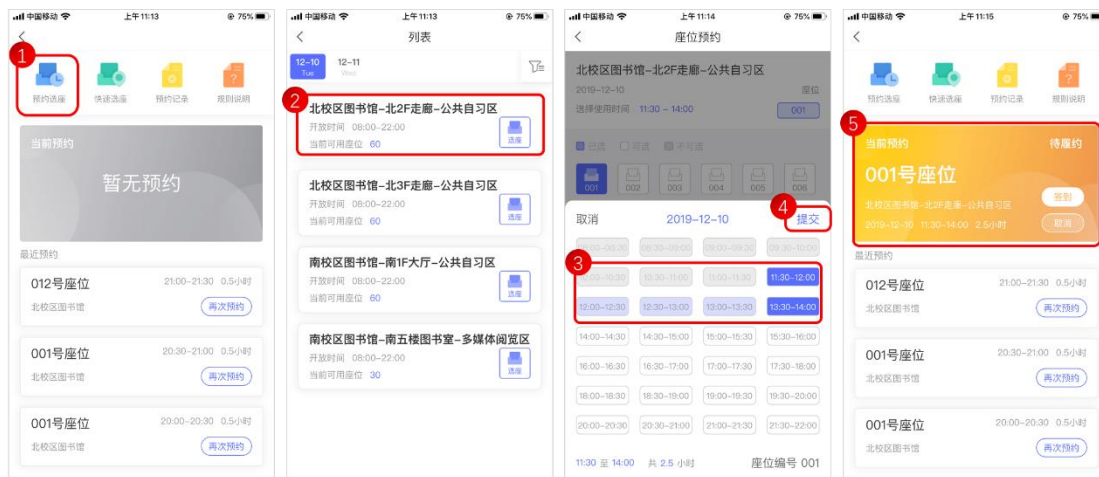 中国移动 上午11:13 75%
1
预约选座 快速选座 预约记录 规则说明
当前预约
暂无预约
最近预约
012号座位 21:00-21:30 0.5小时
北校区图书馆 再次预约
001号座位 20:30-21:00 0.5小时
北校区图书馆 再次预约
001号座位 20:00-20:30 0.5小时
北校区图书馆 再次预约
中国移动 上午11:13 75%
列表
12-10 12-11
Tue Wed
2
北校区图书馆-北2F走廊-公共自习区
开放时间 08:00-22:00
当前可用座位 60 选座
北校区图书馆-北3F走廊-公共自习区
开放时间 08:00-22:00
当前可用座位 60 选座
南校区图书馆-南1F大厅-公共自习区
开放时间 08:00-22:00
当前可用座位 60 选座
南校区图书馆-南五楼图书室-多媒体阅览区
开放时间 08:00-22:00
当前可用座位 30 选座
中国移动 上午11:14 75%
座位预约
北校区图书馆-北2F走廊-公共自习区
2019-12-10 座位
选择使用时间 11:30 - 14:00 001
已选 可选 不可选
001 002 003 004 005 006
4
取消 2019-12-10 提交
08:00-08:30 08:30-09:00 09:00-09:30 09:30-10:00
3
10:30-11:00 11:00-11:30 11:30-12:00
12:00-12:30 12:30-13:00 13:00-13:30 13:30-14:00
14:00-14:30 14:30-15:00 15:00-15:30 15:30-16:00
16:00-16:30 16:30-17:00 17:00-17:30 17:30-18:00
18:00-18:30 18:30-19:00 19:00-19:30 19:30-20:00
20:00-20:30 20:30-21:00 21:00-21:30 21:30-22:00
11:30 至 14:00 共 2.5 小时 座位编号 001
中国移动 上午11:15 75%
预约选座 快速选座 预约记录 规则说明
5
当前预约 待履约
001号座位
北校区图书馆-北2F走廊-公共自习区 签到
2019-12-10 11:30-14:00 2.5小时 取消
最近预约
012号座位 21:00-21:30 0.5小时
北校区图书馆 再次预约
001号座位 20:30-21:00 0.5小时
北校区图书馆 再次预约
001号座位 20:00-20:30 0.5小时
北校区图书馆 再次预约